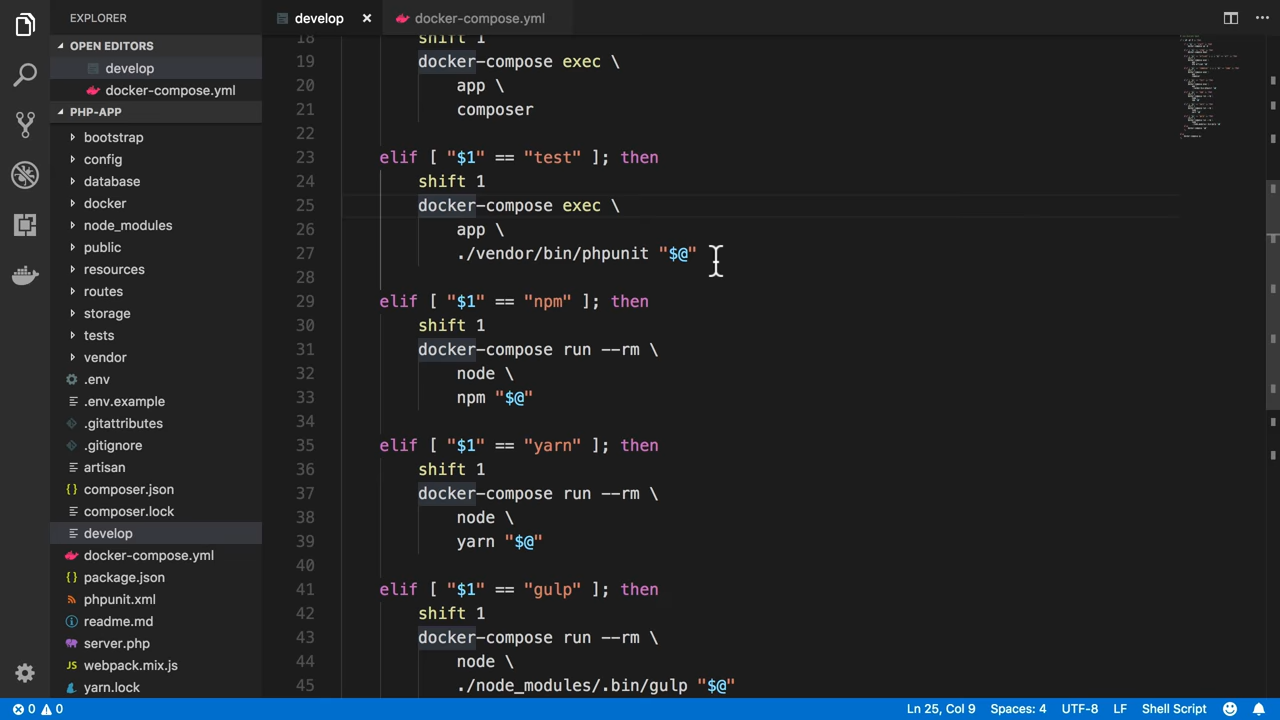 EXPLORER
OPEN EDITORS
develop
docker-compose.yml
PHP-APP
bootstrap
config
database
docker
node_modules
public
resources
routes
storage
tests
vendor
.env
.env.example
.gitattributes
.gitignore
artisan
composer.json
composer.lock
develop
docker-compose.yml
package.json
phpunit.xml
readme.md
server.php
webpack.mix.js
yarn.lock
develop
docker-compose.yml
18 shift 1
19 docker-compose exec \
20 app \
21 composer
22
23 elif [ "$1" == "test" ]; then
24 shift 1
25 docker-compose exec \
26 app \
27 ./vendor/bin/phpunit "$@"
28
29 elif [ "$1" == "npm" ]; then
30 shift 1
31 docker-compose run --rm \
32 node \
33 npm "$@"
34
35 elif [ "$1" == "yarn" ]; then
36 shift 1
37 docker-compose run --rm \
38 node \
39 yarn "$@"
40
41 elif [ "$1" == "gulp" ]; then
42 shift 1
43 docker-compose run --rm \
44 node \
45 ./node_modules/.bin/gulp "$@"
0 0 Ln 25, Col 9 Spaces: 4 UTF-8 LF Shell Script